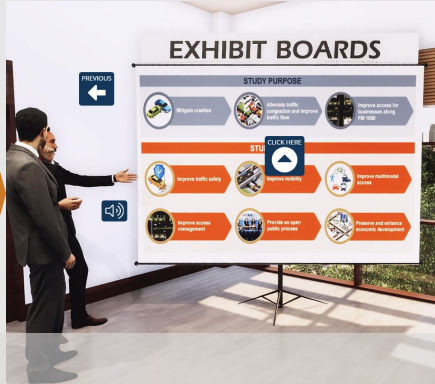 EXHIBIT BOARDS
PREVIOUS
STUDY PURPOSE
Mitigate crashes
Alleviate traffic
congestion and improve
traffic flow
Improve access for
businesses along
FM 1960
CLICK HERE
STU
Improve traffic safety
Improve mobility
Improve multimodal
access
Improve access
management
Provide an open
public process
Preserve and enhance
economic development